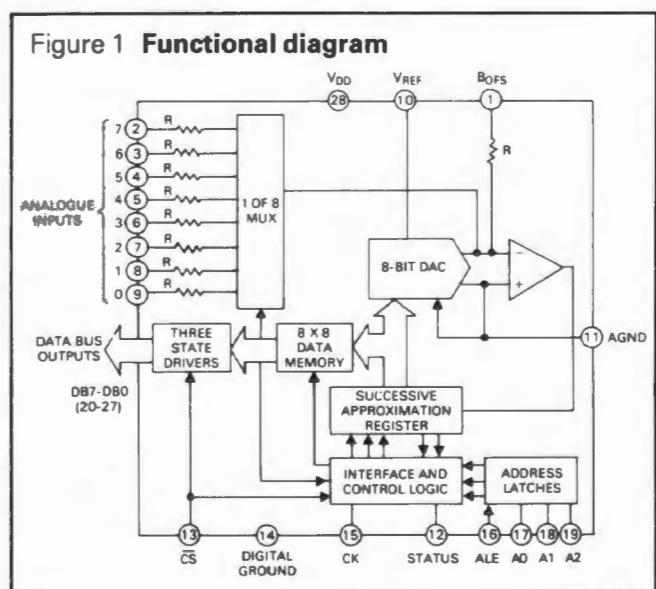 Figure 1 Functional diagram
VDD VREF BOFS
28 10 1
7 2 R
6 3 R
5 4 R
4 5 R
3 6 R
2 7 R
1 8 R
0 9 R
ANALOGUE
INPUTS
1 OF 8
MUX
R
8-BIT DAC
−
+
11 AGND
DATA BUS
OUTPUTS
DB7-DB0
(20-27)
THREE
STATE
DRIVERS
8 X 8
DATA
MEMORY
SUCCESSIVE
APPROXIMATION
REGISTER
INTERFACE AND
CONTROL LOGIC
ADDRESS
LATCHES
13 14 15 12 16 17 18 19
C̅S̅ DIGITAL
GROUND
CK STATUS ALE A0 A1 A2